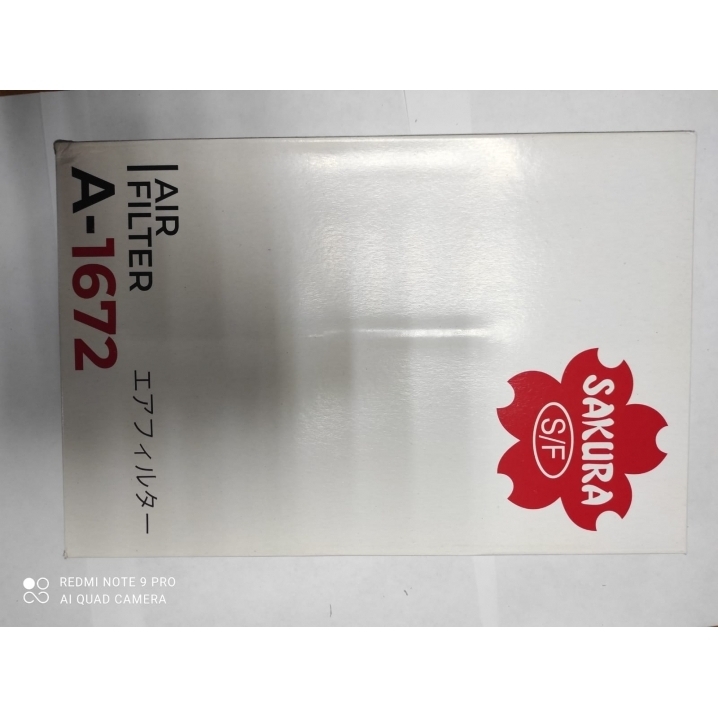 SAKURA
S/F
AIR
FILTER
エアフィルター
A-1672
REDMI NOTE 9 PRO
AI QUAD CAMERA